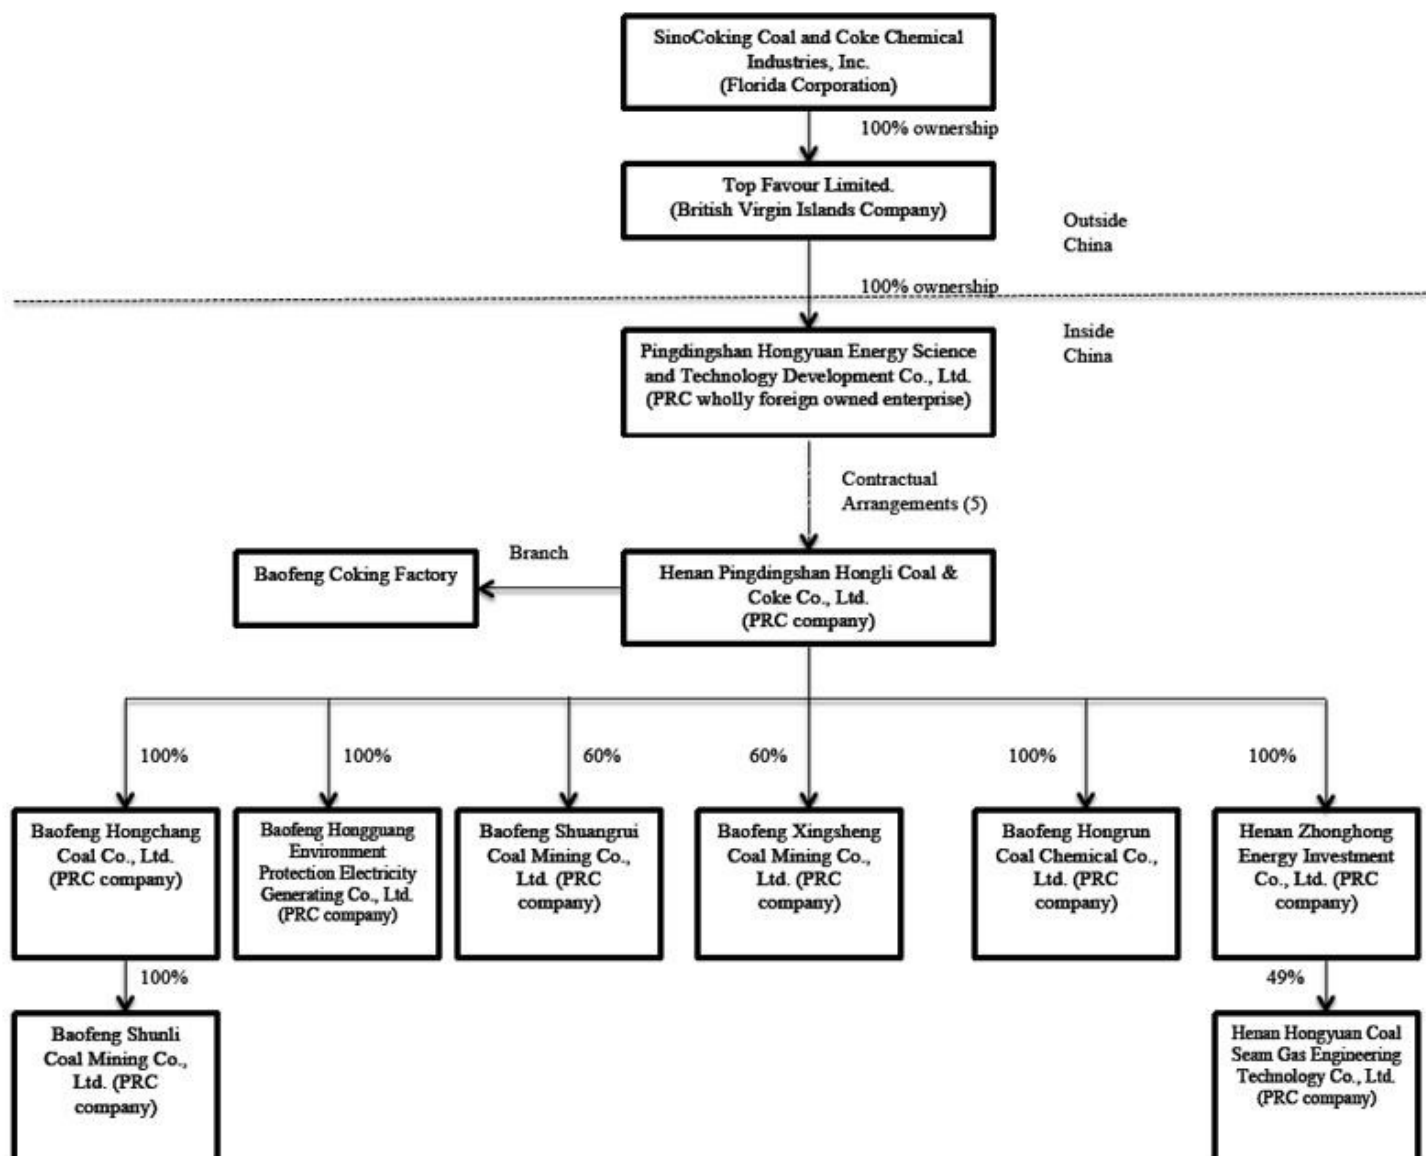 SinoCoking Coal and Coke Chemical
Industries, Inc.
(Florida Corporation)
100% ownership
Top Favour Limited.
(British Virgin Islands Company)
Outside
China
100% ownership
Inside
China
Pingdingshan Hongyuan Energy Science
and Technology Development Co., Ltd.
(PRC wholly foreign owned enterprise)
Contractual
Arrangements (5)
Branch
Baofeng Coking Factory
Henan Pingdingshan Hongli Coal &
Coke Co., Ltd.
(PRC company)
100%
100%
60%
60%
100%
100%
Baofeng Hongchang
Coal Co., Ltd.
(PRC company)
Baofeng Hongguang
Environment
Protection Electricity
Generating Co., Ltd.
(PRC company)
Baofeng Shuangrui
Coal Mining Co.,
Ltd. (PRC
company)
Baofeng Xingsheng
Coal Mining Co.,
Ltd. (PRC
company)
Baofeng Hongrun
Coal Chemical Co.,
Ltd. (PRC
company)
Henan Zhonghong
Energy Investment
Co., Ltd. (PRC
company)
100%
49%
Baofeng Shunli
Coal Mining Co.,
Ltd. (PRC
company)
Henan Hongyuan Coal
Seam Gas Engineering
Technology Co., Ltd.
(PRC company)